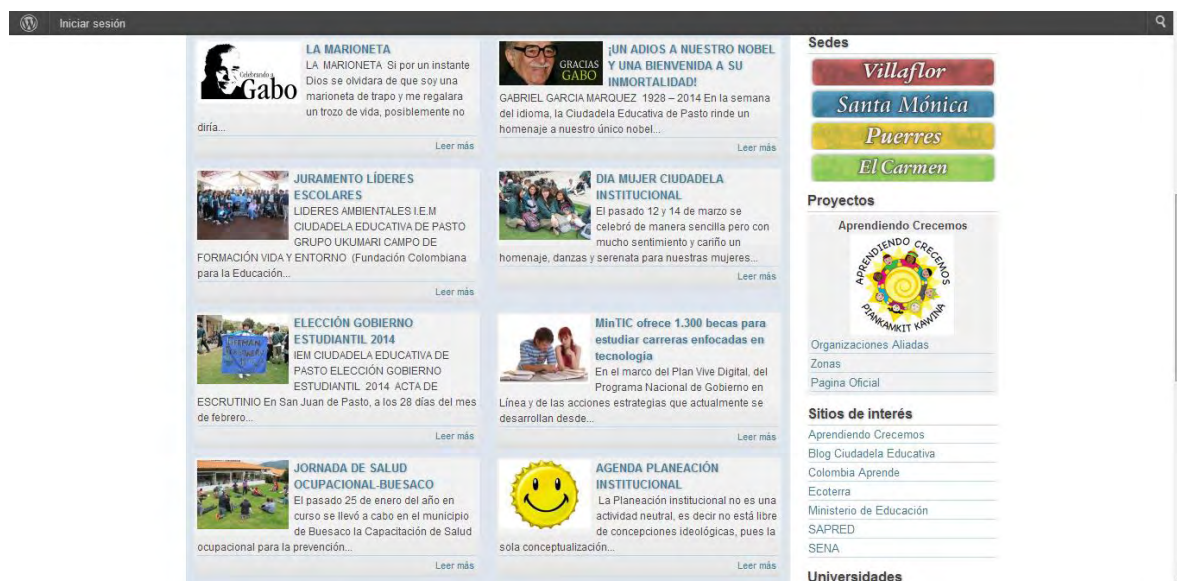 Iniciar sesión
Celebrando a
Gabo
LA MARIONETA
LA MARIONETA Si por un instante
Dios se olvidara de que soy una
marioneta de trapo y me regalara
un trozo de vida, posiblemente no
diría...
Leer más
GRACIAS
GABO
¡UN ADIOS A NUESTRO NOBEL
Y UNA BIENVENIDA A SU
INMORTALIDAD!
GABRIEL GARCIA MARQUEZ 1928 – 2014 En la semana
del idioma, la Ciudadela Educativa de Pasto rinde un
homenaje a nuestro único nobel...
Leer más
JURAMENTO LÍDERES
ESCOLARES
LIDERES AMBIENTALES I.E.M
CIUDADELA EDUCATIVA DE PASTO
GRUPO UKUMARI CAMPO DE
FORMACIÓN VIDA Y ENTORNO (Fundación Colombiana
para la Educación...
Leer más
DIA MUJER CIUDADELA
INSTITUCIONAL
El pasado 12 y 14 de marzo se
celebró de manera sencilla pero con
mucho sentimiento y cariño un
homenaje, danzas y serenata para nuestras mujeres...
Leer más
ELECCIÓN GOBIERNO
ESTUDIANTIL 2014
IEM CIUDADELA EDUCATIVA DE
PASTO ELECCIÓN GOBIERNO
ESTUDIANTIL 2014 ACTA DE
ESCRUTINIO En San Juan de Pasto, a los 28 días del mes
de febrero...
Leer más
MinTIC ofrece 1.300 becas para
estudiar carreras enfocadas en
tecnología
En el marco del Plan Vive Digital, del
Programa Nacional de Gobierno en
Línea y de las acciones estrategias que actualmente se
desarrollan desde...
Leer más
JORNADA DE SALUD
OCUPACIONAL-BUESACO
El pasado 25 de enero del año en
curso se llevó a cabo en el municipio
de Buesaco la Capacitación de Salud
ocupacional para la prevención...
Leer más
AGENDA PLANEACIÓN
INSTITUCIONAL
La Planeación institucional no es una
actividad neutral, es decir no está libre
de concepciones ideológicas, pues la
sola conceptualización...
Leer más
Sedes
Villaflor
Santa Mónica
Puerres
El Carmen
Proyectos
Aprendiendo Crecemos
APRENDIENDO CRECEMOS
PIANKAMKIT KAWINA
Organizaciones Aliadas
Zonas
Pagina Oficial
Sitios de interés
Aprendiendo Crecemos
Blog Ciudadela Educativa
Colombia Aprende
Ecoterra
Ministerio de Educación
SAPRED
SENA
Universidades